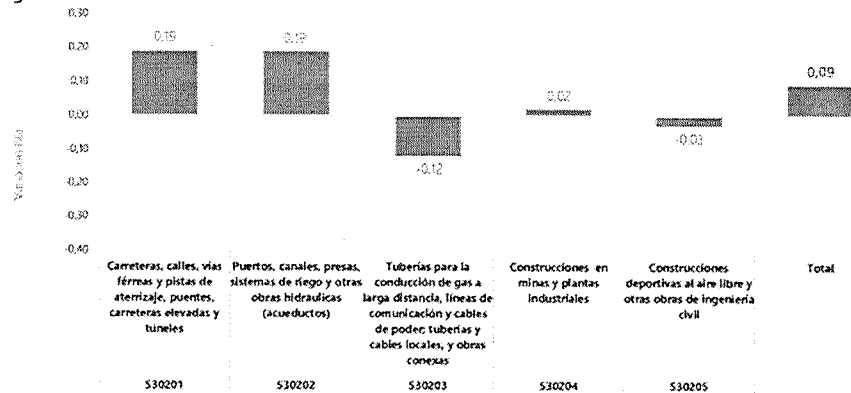 0,30
0,20
0,10
0,00
-0,10
-0,20
-0,30
-0,40
0,19
0,19
-0,12
0,02
-0,03
0,09
Carreteras, calles, vías
férreas y pistas de
aterrizaje, puentes,
carreteras elevadas y
túneles
Puertos, canales, presas,
sistemas de riego y otras
obras hidraulicas
(acueductos)
Tuberías para la
conducción de gas a
larga distancia, líneas de
comunicación y cables
de poder; tuberías y
cables locales, y obras
conexas
Construcciones en
minas y plantas
industriales
Construcciones
deportivas al aire libre y
otras obras de ingeniería
civil
Total
530201
530202
530203
530204
530205